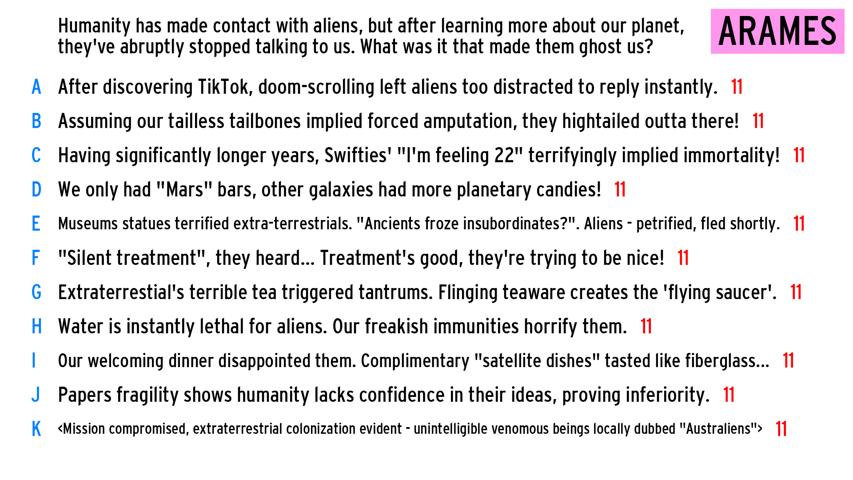 Humanity has made contact with aliens, but after learning more about our planet,
they've abruptly stopped talking to us. What was it that made them ghost us?
ARAMES
A After discovering TikTok, doom-scrolling left aliens too distracted to reply instantly. 11
B Assuming our tailless tailbones implied forced amputation, they hightailed outta there! 11
C Having significantly longer years, Swifties' "I'm feeling 22" terrifyingly implied immortality! 11
D We only had "Mars" bars, other galaxies had more planetary candies! 11
E Museums statues terrified extra-terrestrials. "Ancients froze insubordinates?". Aliens - petrified, fled shortly. 11
F "Silent treatment", they heard... Treatment's good, they're trying to be nice! 11
G Extraterrestial's terrible tea triggered tantrums. Flinging teaware creates the 'flying saucer'. 11
H Water is instantly lethal for aliens. Our freakish immunities horrify them. 11
I Our welcoming dinner disappointed them. Complimentary "satellite dishes" tasted like fiberglass... 11
J Papers fragility shows humanity lacks confidence in their ideas, proving inferiority. 11
K <Mission compromised, extraterrestrial colonization evident - unintelligible venomous beings locally dubbed "Australiens"> 11